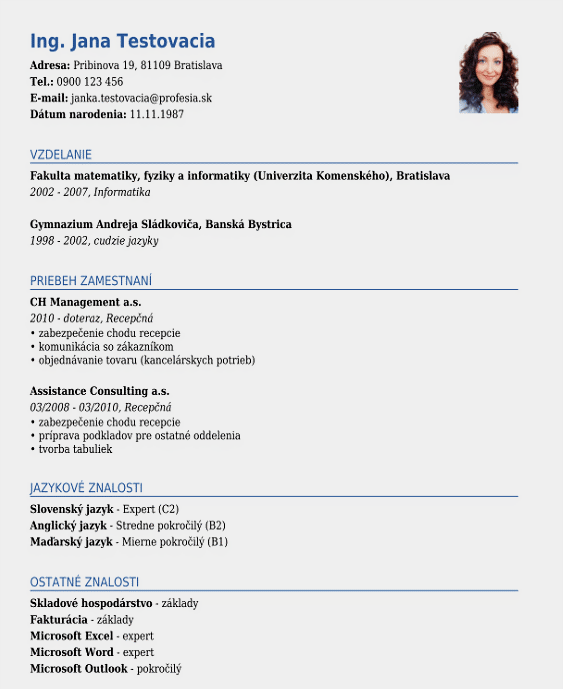 Ing. Jana Testovacia
Adresa: Pribinova 19, 81109 Bratislava
Tel.: 0900 123 456
E-mail: janka.testovacia@profesia.sk
Dátum narodenia: 11.11.1987
VZDELANIE
Fakulta matematiky, fyziky a informatiky (Univerzita Komenského), Bratislava
2002 - 2007, Informatika
Gymnazium Andreja Sládkoviča, Banská Bystrica
1998 - 2002, cudzie jazyky
PRIEBEH ZAMESTNANÍ
CH Management a.s.
2010 - doteraz, Recepčná
• zabezpečenie chodu recepcie
• komunikácia so zákazníkom
• objednávanie tovaru (kancelárskych potrieb)
Assistance Consulting a.s.
03/2008 - 03/2010, Recepčná
• zabezpečenie chodu recepcie
• príprava podkladov pre ostatné oddelenia
• tvorba tabuliek
JAZYKOVÉ ZNALOSTI
Slovenský jazyk - Expert (C2)
Anglický jazyk - Stredne pokročilý (B2)
Maďarský jazyk - Mierne pokročilý (B1)
OSTATNÉ ZNALOSTI
Skladové hospodárstvo - základy
Fakturácia - základy
Microsoft Excel - expert
Microsoft Word - expert
Microsoft Outlook - pokročilý